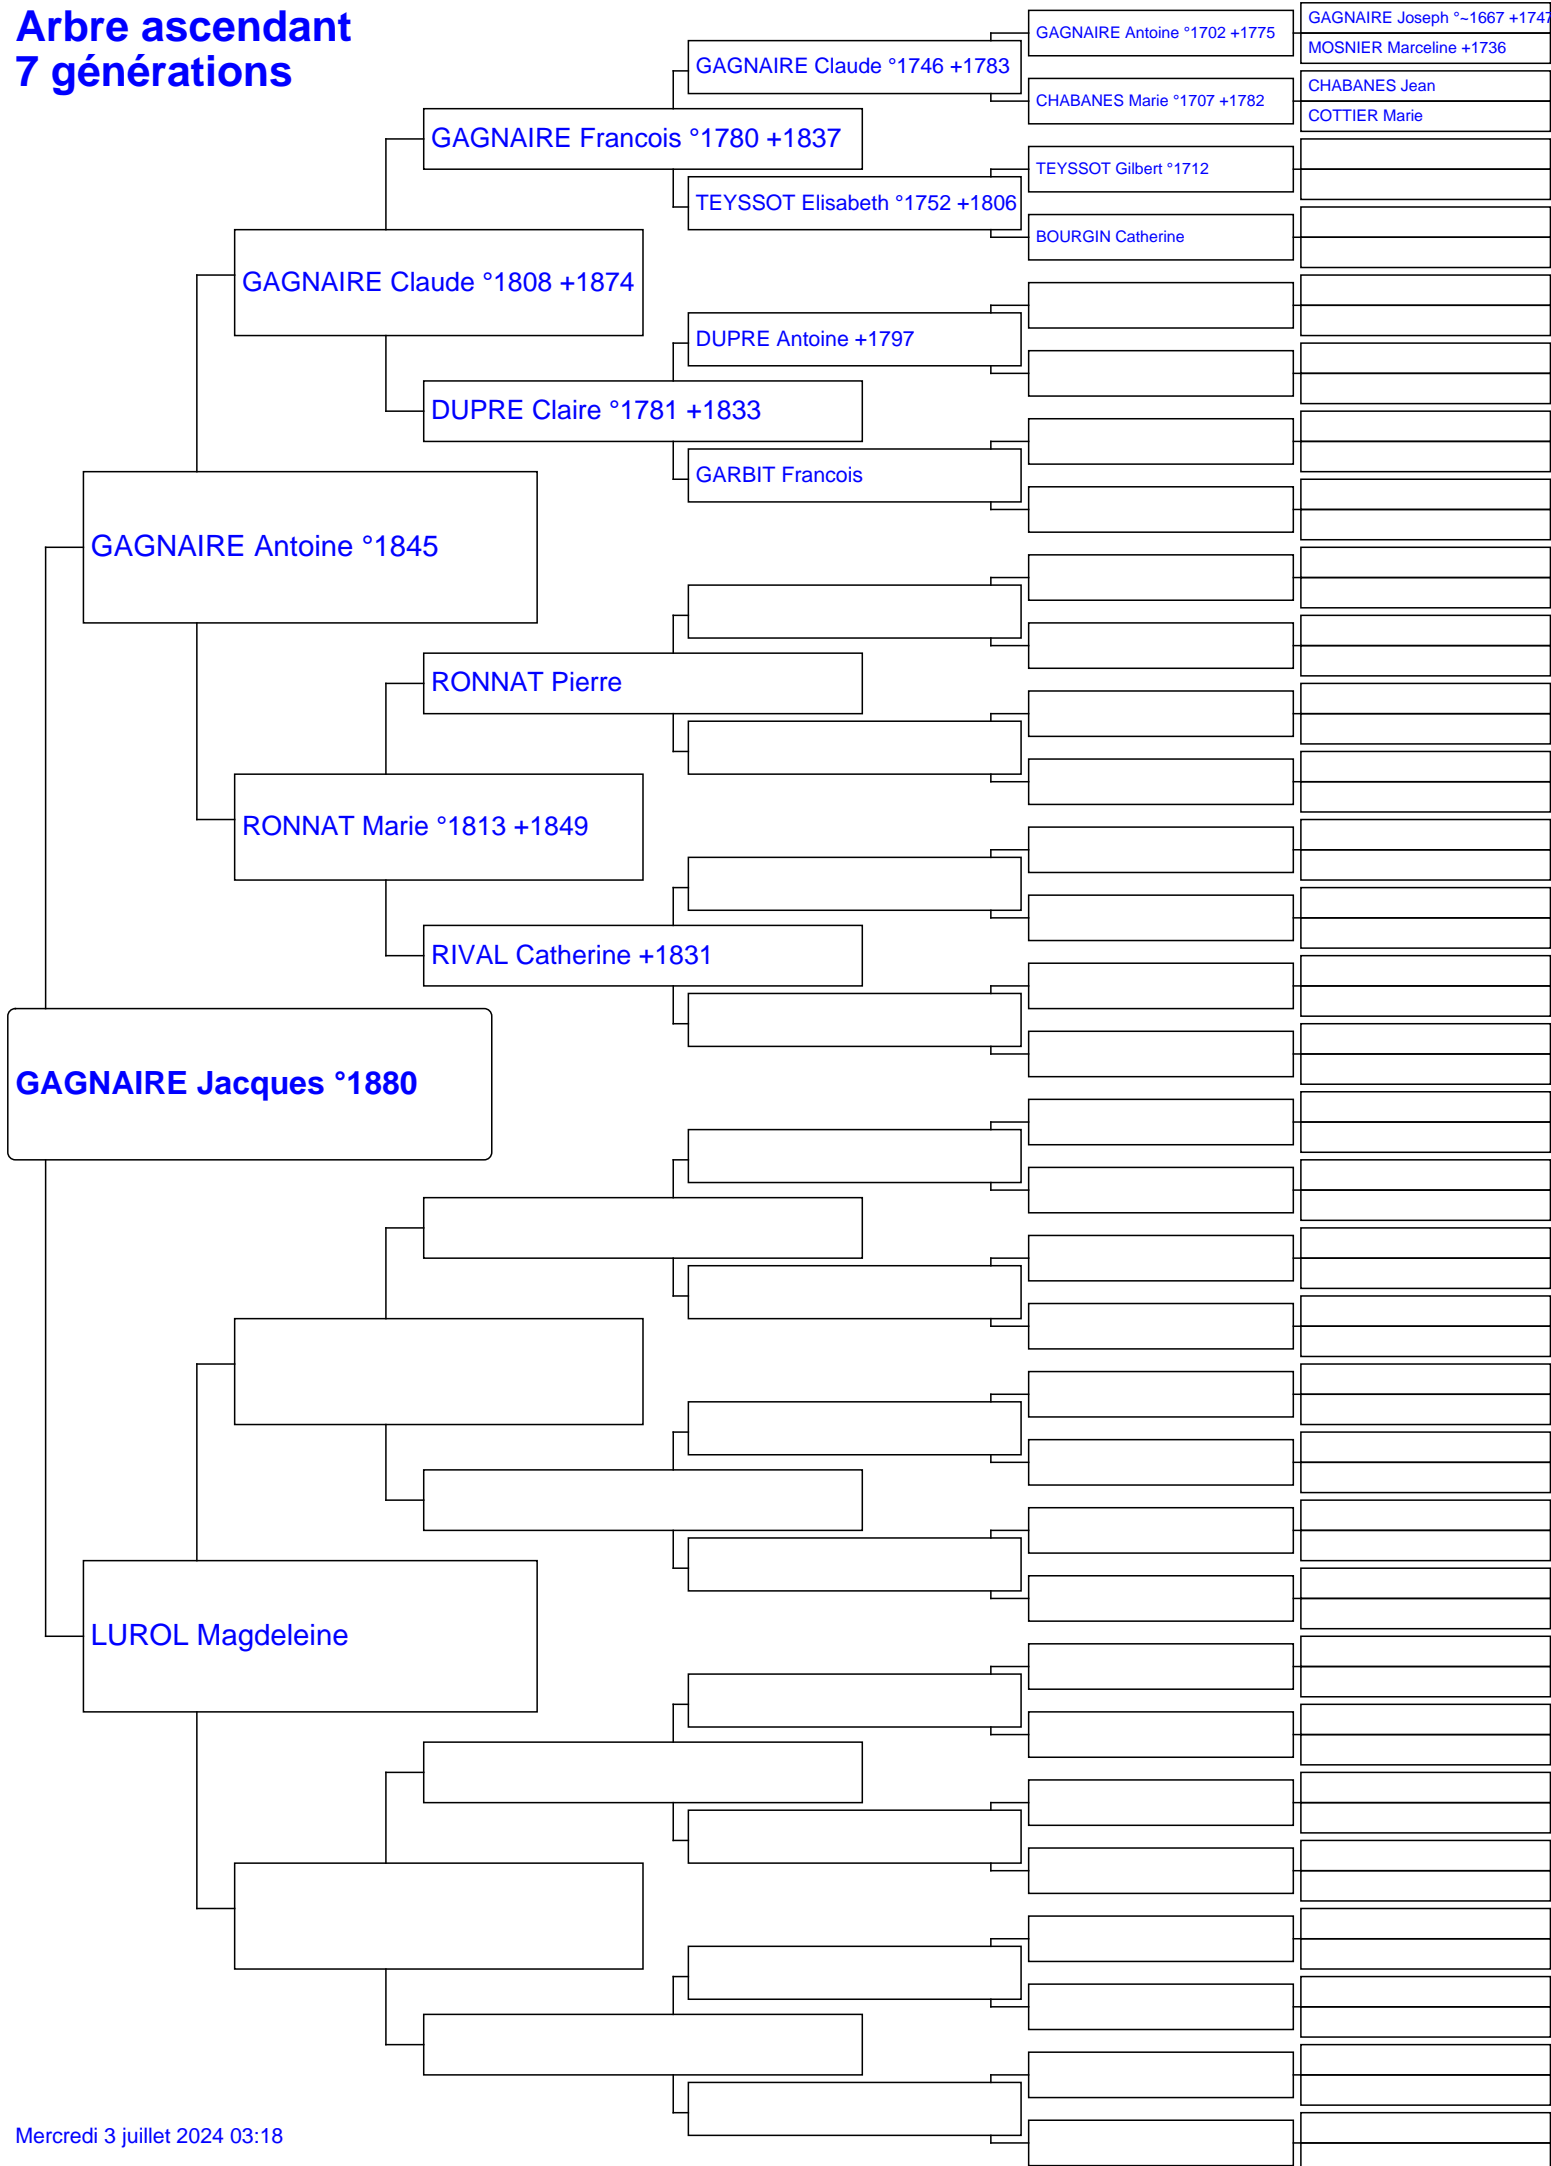 Arbre ascendant
7 générations
GAGNAIRE Joseph °~1667 +1747
GAGNAIRE Antoine °1702 +1775
MOSNIER Marceline +1736
GAGNAIRE Claude °1746 +1783
CHABANES Jean
CHABANES Marie °1707 +1782
COTTIER Marie
GAGNAIRE Francois °1780 +1837
TEYSSOT Gilbert °1712
TEYSSOT Elisabeth °1752 +1806
BOURGIN Catherine
GAGNAIRE Claude °1808 +1874
DUPRE Antoine +1797
DUPRE Claire °1781 +1833
GARBIT Francois
GAGNAIRE Antoine °1845
RONNAT Pierre
RONNAT Marie °1813 +1849
RIVAL Catherine +1831
GAGNAIRE Jacques °1880
LUROL Magdeleine
Mercredi 3 juillet 2024 03:18